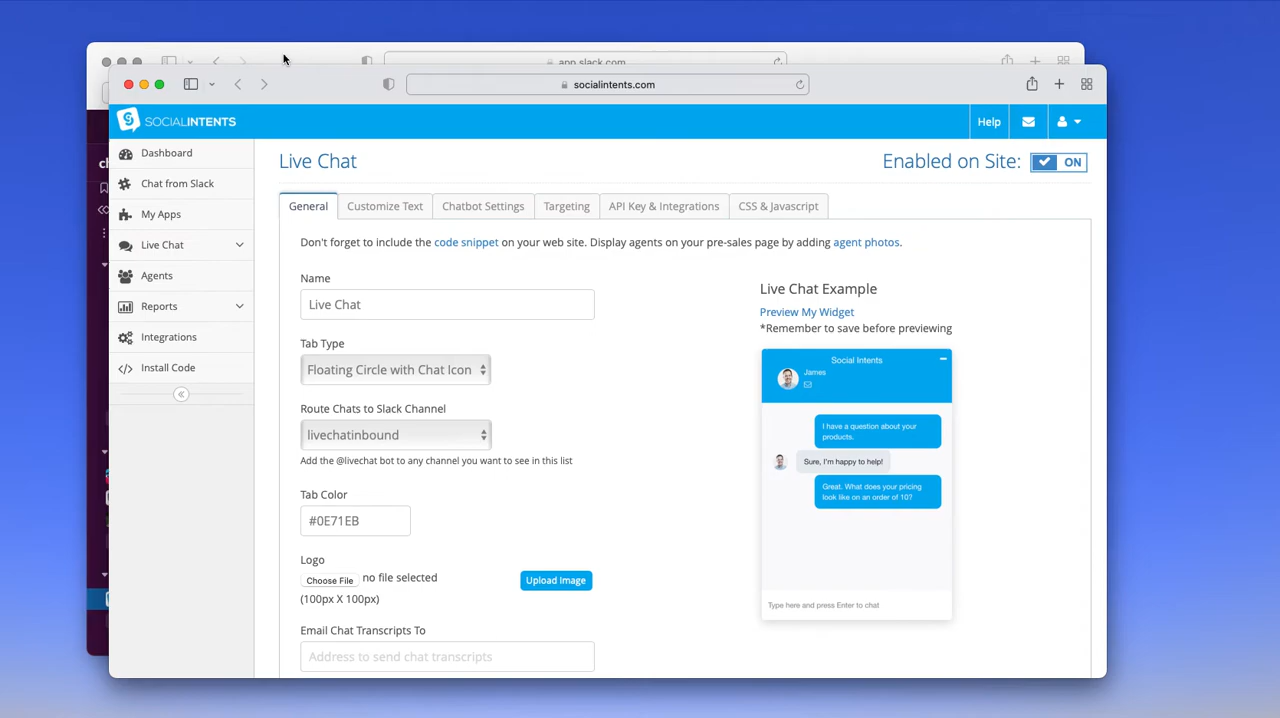 app.slack.com
socialintents.com
SOCIALINTENTS
Help
Dashboard
Chat from Slack
My Apps
Live Chat
Agents
Reports
Integrations
Install Code
Live Chat
Enabled on Site:
ON
General
Customize Text
Chatbot Settings
Targeting
API Key & Integrations
CSS & Javascript
Don't forget to include the code snippet on your web site. Display agents on your pre-sales page by adding agent photos.
Name
Live Chat
Tab Type
Floating Circle with Chat Icon
Route Chats to Slack Channel
livechatinbound
Add the @livechat bot to any channel you want to see in this list
Tab Color
#0E71EB
Logo
Choose File no file selected
Upload Image
(100px X 100px)
Email Chat Transcripts To
Address to send chat transcripts
Live Chat Example
Preview My Widget
*Remember to save before previewing
Social Intents
James
I have a question about your
products.
Sure, I'm happy to help!
Great. What does your pricing
look like on an order of 10?
Type here and press Enter to chat